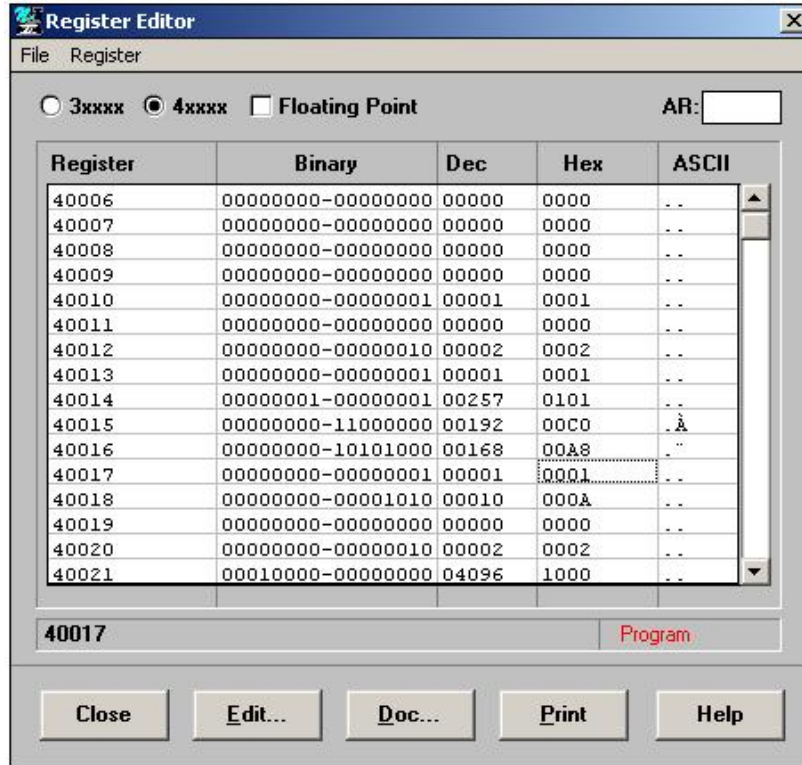 Register Editor
File Register
3xxxx 4xxxx Floating Point AR:
Register Binary Dec Hex ASCII
40006 00000000-00000000 00000 0000 ..
40007 00000000-00000000 00000 0000 ..
40008 00000000-00000000 00000 0000 ..
40009 00000000-00000000 00000 0000 ..
40010 00000000-00000001 00001 0001 ..
40011 00000000-00000000 00000 0000 ..
40012 00000000-00000010 00002 0002 ..
40013 00000000-00000001 00001 0001 ..
40014 00000001-00000001 00257 0101 ..
40015 00000000-11000000 00192 00C0 .À
40016 00000000-10101000 00168 00A8 .¨
40017 00000000-00000001 00001 0001 ..
40018 00000000-00001010 00010 000A ..
40019 00000000-00000000 00000 0000 ..
40020 00000000-00000010 00002 0002 ..
40021 00010000-00000000 04096 1000 ..
40017 Program
Close Edit... Doc... Print Help